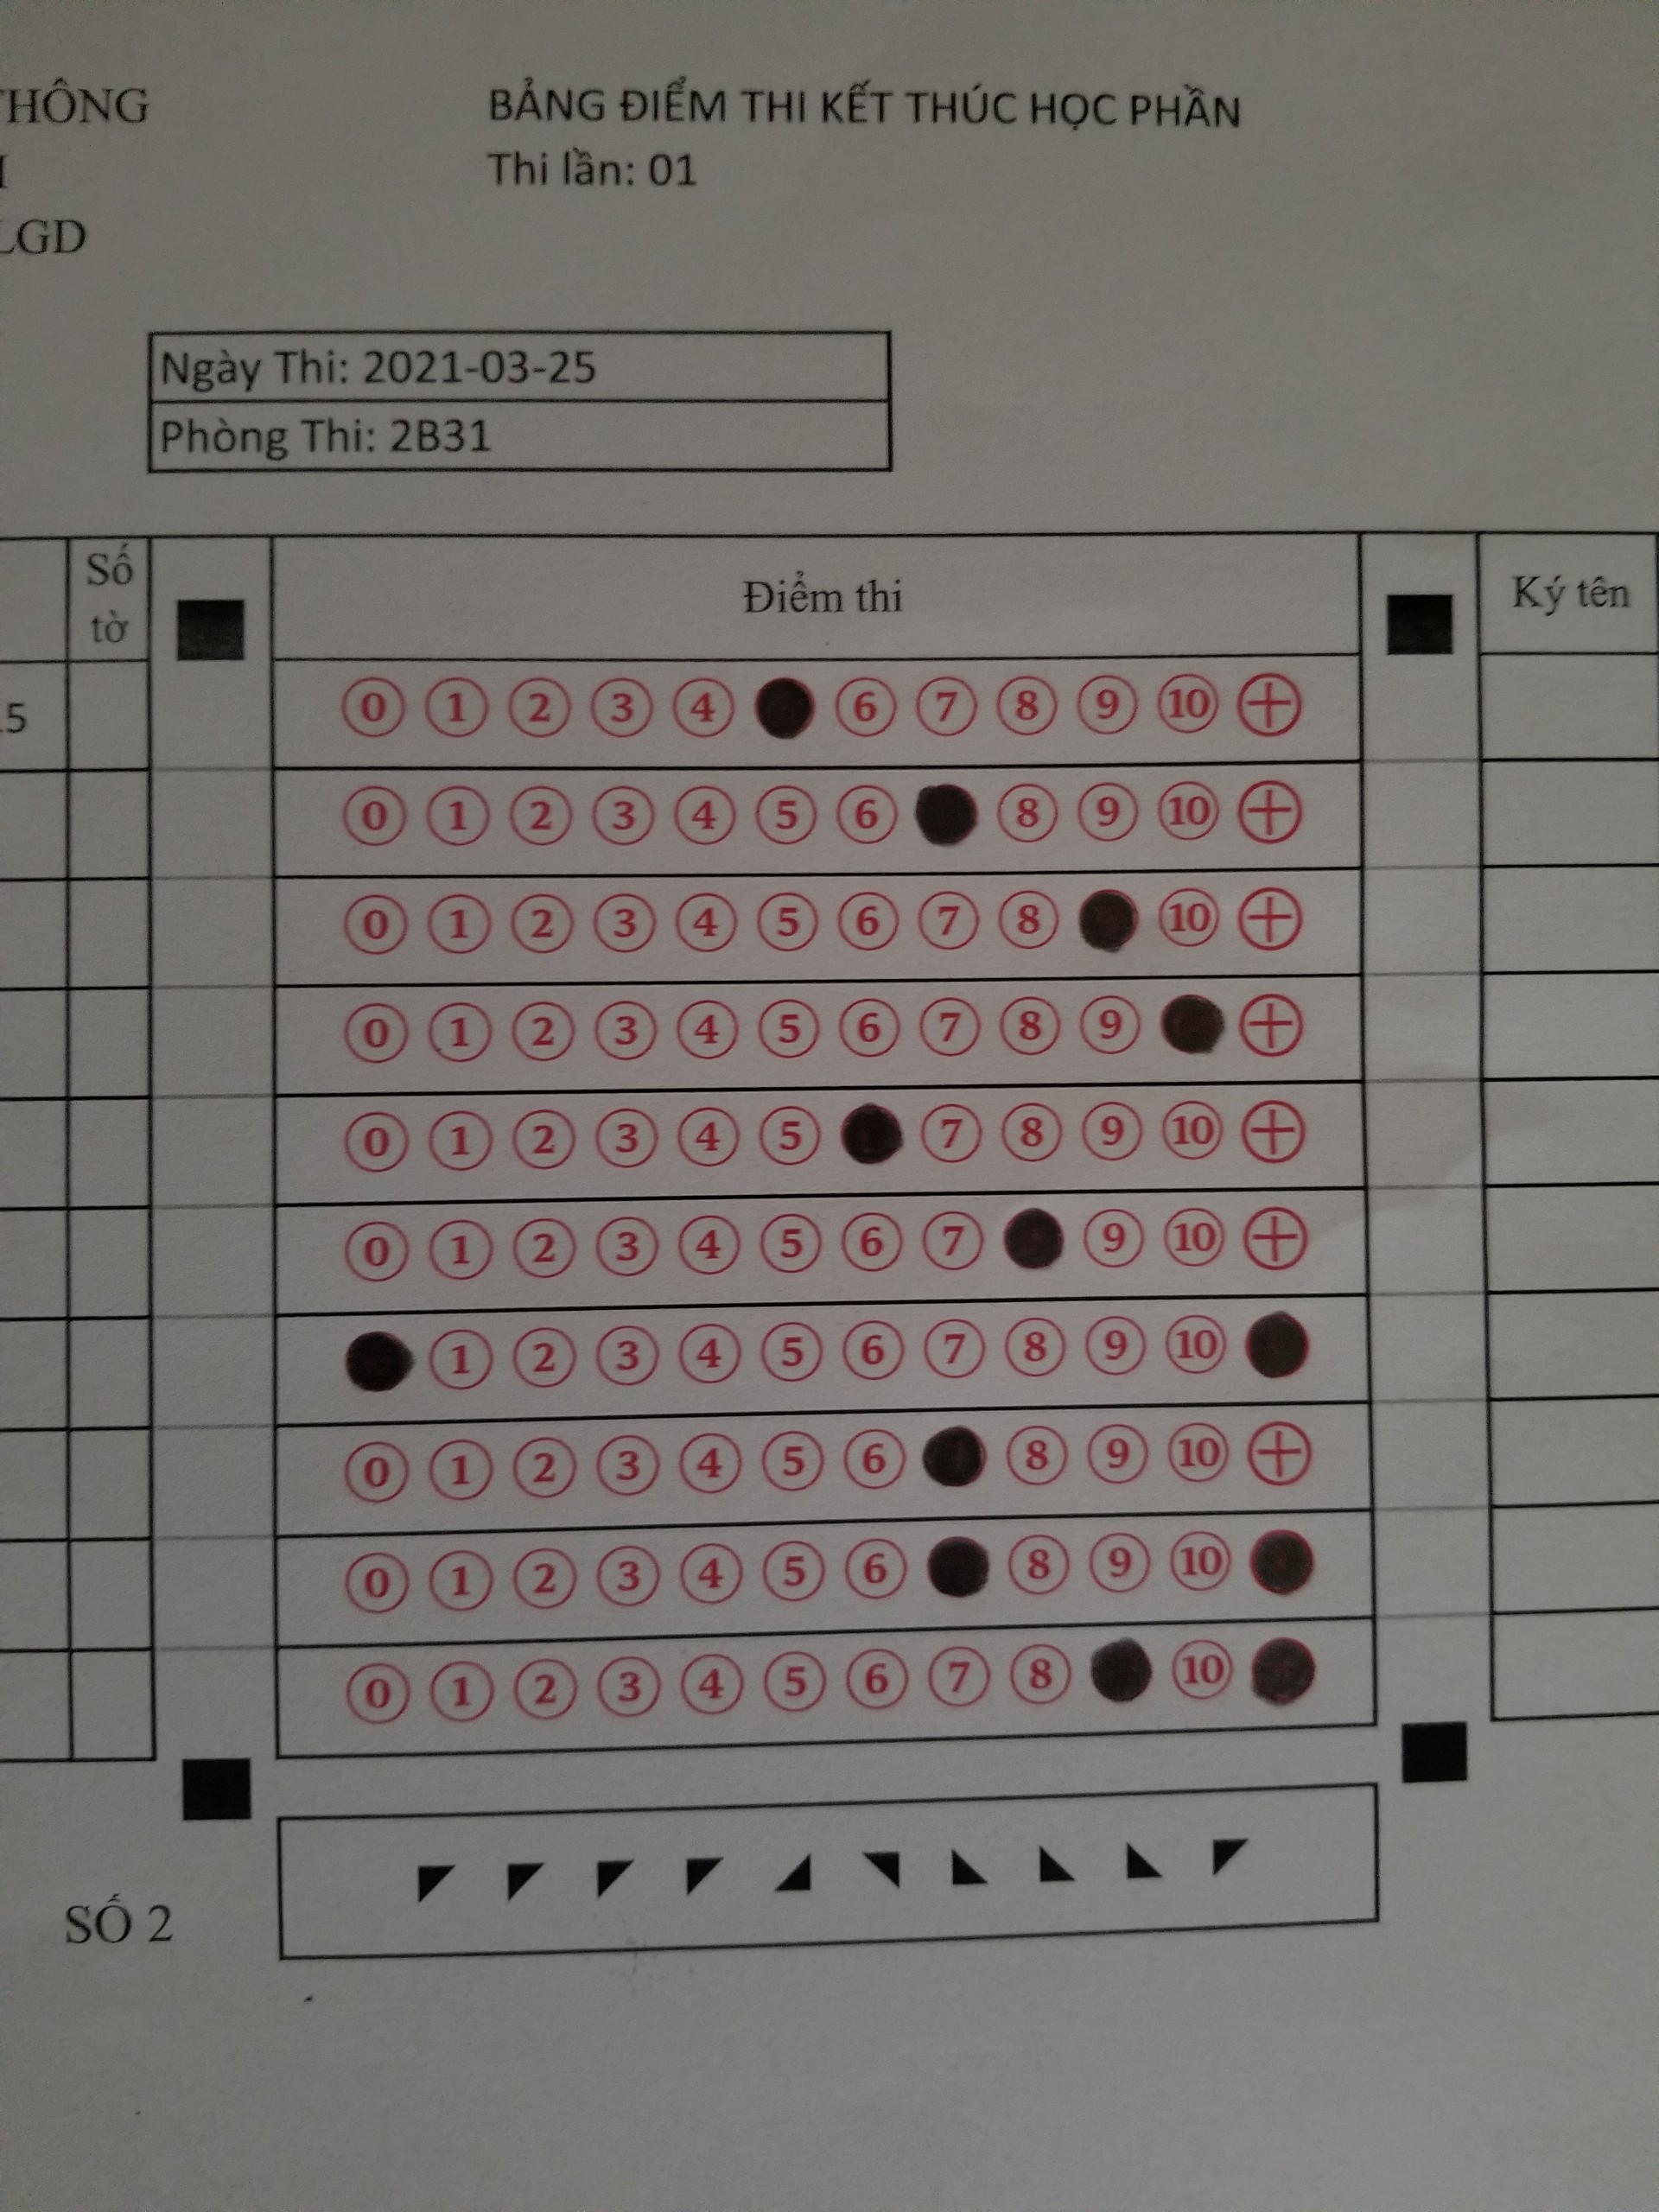 THÔNG
BẢNG ĐIỂM THI KẾT THÚC HỌC PHẦN
Thi lần: 01
LGD
Ngày Thi: 2021-03-25
Phòng Thi: 2B31
Số tờ
Điểm thi
Ký tên
5
0 1 2 3 4 6 7 8 9 10 +
0 1 2 3 4 5 6 8 9 10 +
0 1 2 3 4 5 6 7 8 10 +
0 1 2 3 4 5 6 7 8 9 +
0 1 2 3 4 5 7 8 9 10 +
0 1 2 3 4 5 6 7 9 10 +
1 2 3 4 5 6 7 8 9 10
0 1 2 3 4 5 6 8 9 10 +
0 1 2 3 4 5 6 8 9 10
0 1 2 3 4 5 6 7 8 10
SỐ 2